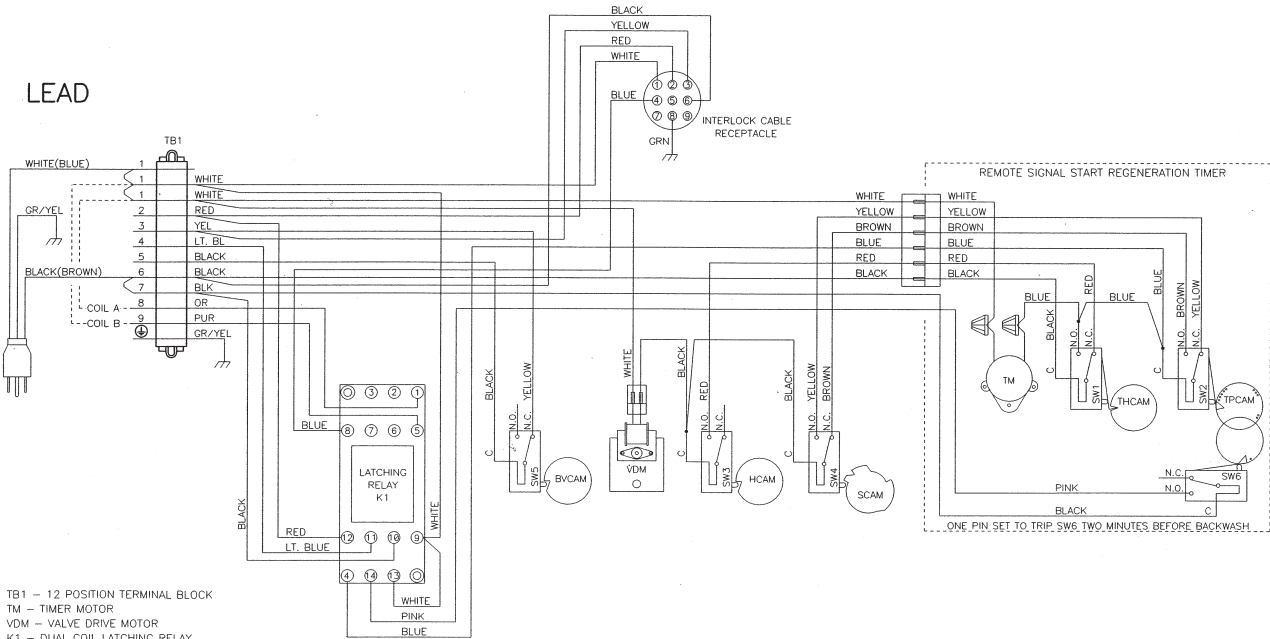 BLACK
YELLOW
RED
WHITE
LEAD
1 2 3
BLUE
4 5 6
7 8 9
INTERLOCK CABLE
RECEPTACLE
GRN
TB1
WHITE(BLUE)
1
1 WHITE
1 WHITE
GR/YEL
2 RED
3 YEL
4 LT. BL
5 BLACK
BLACK(BROWN)
6 BLACK
7 BLK
COIL A 8 OR
COIL B 9 PUR
GR/YEL
REMOTE SIGNAL START REGENERATION TIMER
WHITE WHITE
YELLOW YELLOW
BROWN BROWN
BLUE BLUE
RED RED
BLACK BLACK
BLUE
BLACK
RED
BLUE
BLUE
BROWN
YELLOW
N.O.
N.C.
C
SW1
THCAM
TM
N.O.
N.C.
C
SW2
TPCAM
N.C.
N.O.
SW6
C
PINK
BLACK
ONE PIN SET TO TRIP SW6 TWO MINUTES BEFORE BACKWASH
BLACK
YELLOW
N.O.
N.C.
C
SW5
BVCAM
WHITE
VDM
BLACK
RED
N.O.
N.C.
C
SW3
HCAM
BLACK
YELLOW
BROWN
N.O.
N.C.
C
SW4
SCAM
3 2 1
BLUE
8 7 6 5
LATCHING
RELAY
K1
BLACK
WHITE
RED
12 11 10 9
LT. BLUE
4 14 13
WHITE
PINK
BLUE
TB1 – 12 POSITION TERMINAL BLOCK
TM – TIMER MOTOR
VDM – VALVE DRIVE MOTOR
K1 – DUAL COIL LATCHING RELAY